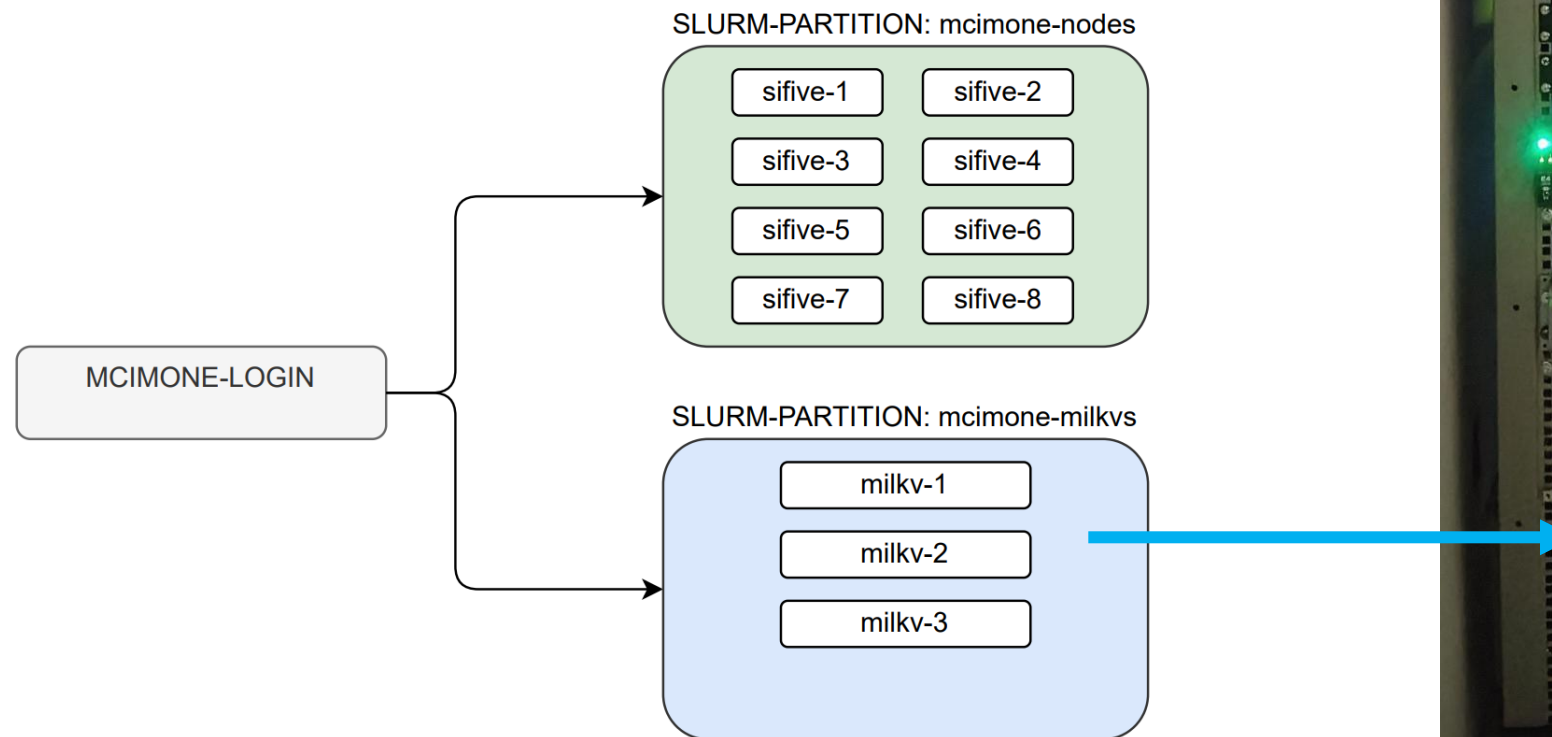 SLURM-PARTITION: mcimone-nodes
sifive-1 sifive-2
sifive-3 sifive-4
sifive-5 sifive-6
sifive-7 sifive-8
MCIMONE-LOGIN
SLURM-PARTITION: mcimone-milkvs
milkv-1
milkv-2
milkv-3